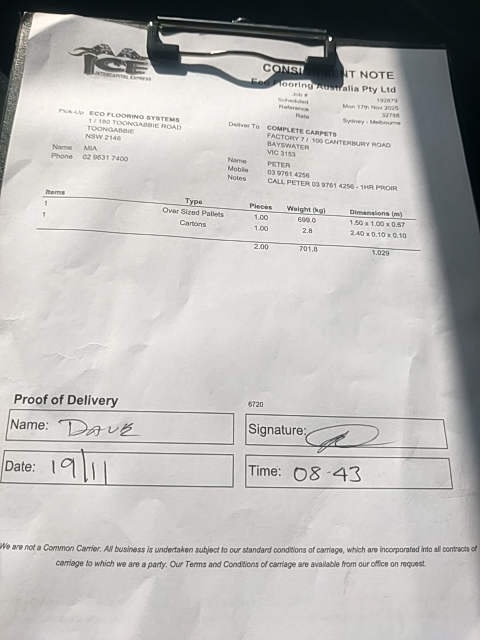 ICE
INTERCAPITAL EXPRESS
NT NOTE
Eco Flooring Australia Pty Ltd
Job # 192879
Scheduled Mon 17th Nov 2025
Reference 32788
Rate Sydney - Melbourne
Pick-Up ECO FLOORING SYSTEMS
1 / 180 TOONGABBIE ROAD
TOONGABBIE
NSW 2146
Name MIA
Phone 02 9631 7400
Deliver To COMPLETE CARPETS
FACTORY 7 / 100 CANTERBURY ROAD
BAYSWATER
VIC 3153
Name PETER
Mobile 03 9761 4256
Notes CALL PETER 03 9761 4256 - 1HR PROIR
Items Type Pieces Weight (kg) Dimensions (m)
1 Over Sized Pallets 1.00 699.0 1.50 x 1.00 x 0.67
1 Cartons 1.00 2.8 2.40 x 0.10 x 0.10
2.00 701.8 1.029
Proof of Delivery
6720
Name: DAVE
Signature:
Date: 19/11
Time: 08-43
We are not a Common Carrier. All business is undertaken subject to our standard conditions of carriage, which are incorporated into all contracts of
carriage to which we are a party. Our Terms and Conditions of carriage are available from our office on request.